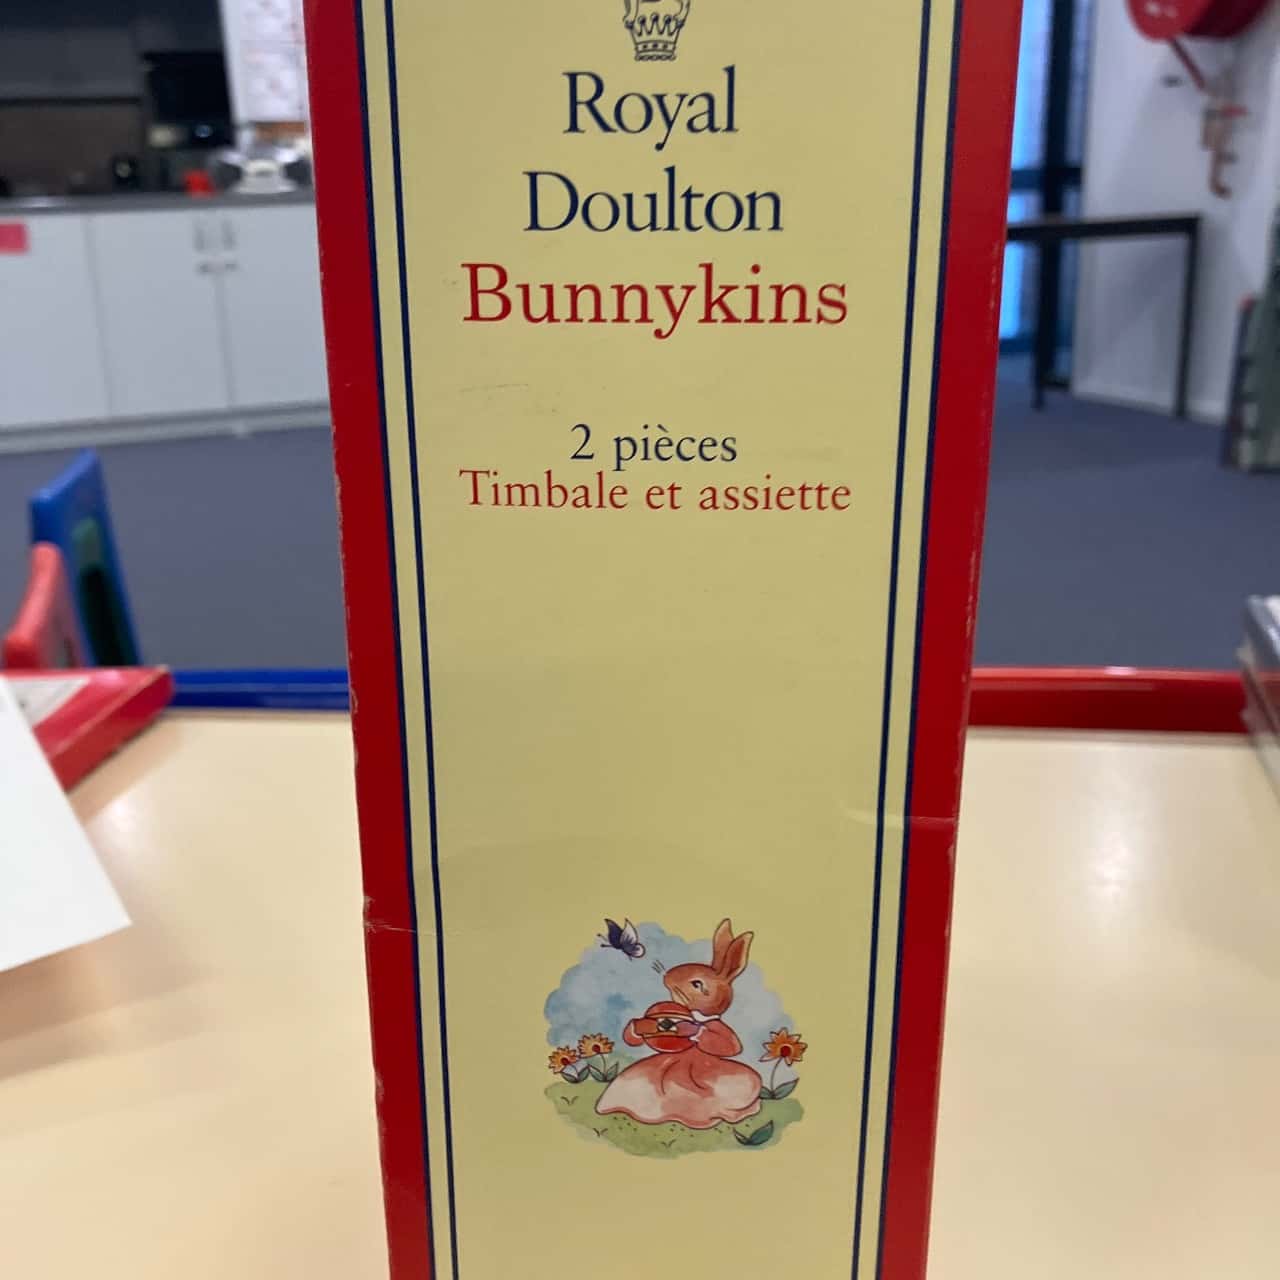 Royal
Doulton
Bunnykins
2 pièces
Timbale et assiette